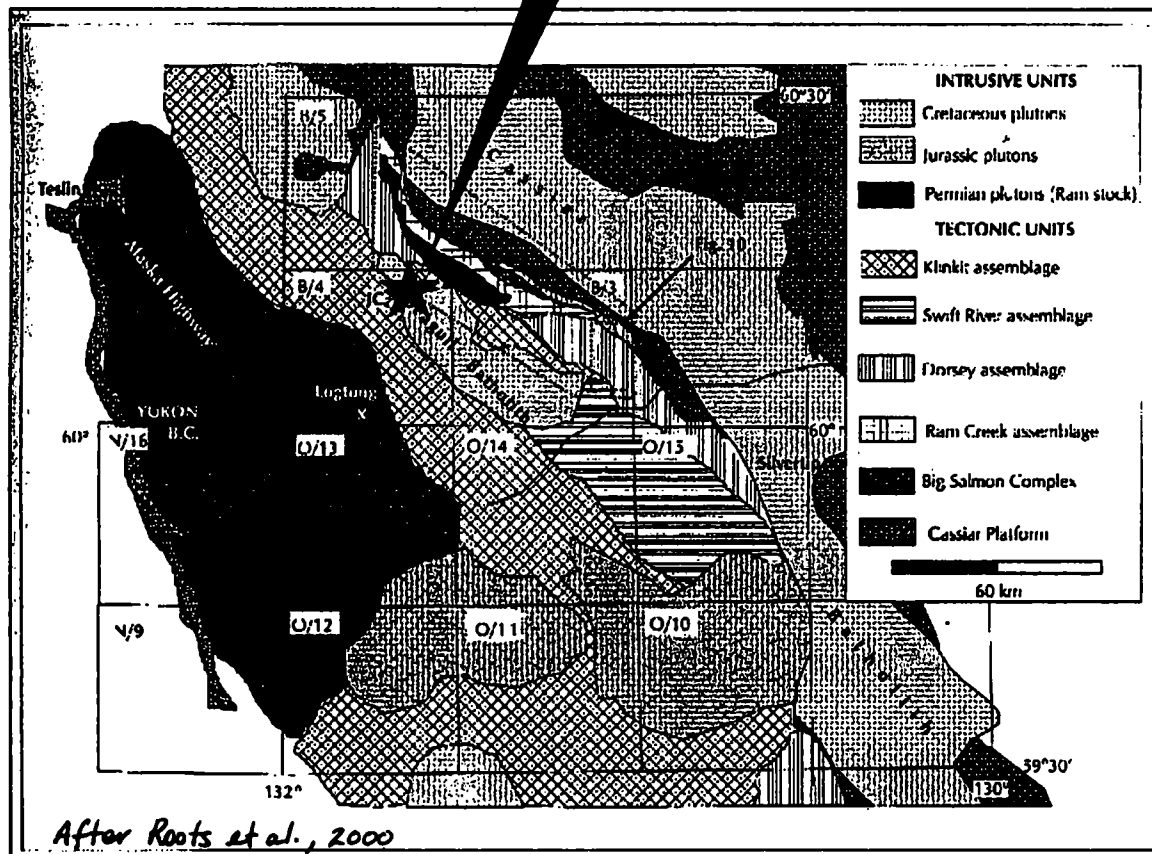 INTRUSIVE UNITS
60°30'
Cretaceous plutons
B/5
Jurassic plutons
Teslin
Permian plutons (Ram stock)
TECTONIC UNITS
Alaska Highway
Klinkit assemblage
B/4
B/3
JC
Swift River assemblage
Dorsey assemblage
Logtung
X
YUKON
B.C.
60°
N/16
O/13
O/14
O/15
60°
Ram Creek assemblage
Big Salmon Complex
Cassiar Platform
60 km
N/9
O/12
O/11
O/10
59°30'
132°
130°
After Roots et al., 2000